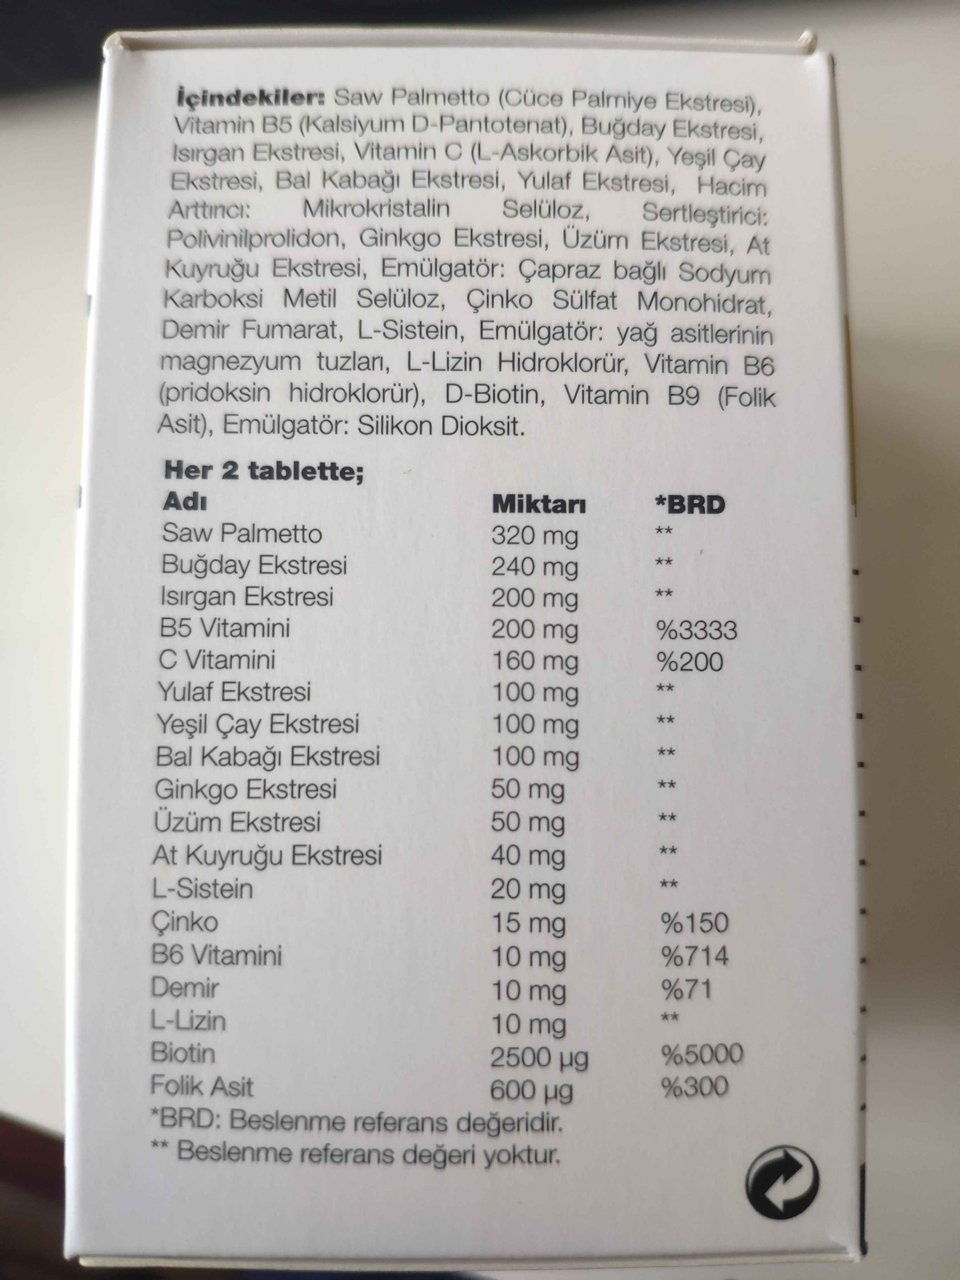 İçindekiler: Saw Palmetto (Cüce Palmiye Ekstresi),
Vitamin B5 (Kalsiyum D-Pantotenat), Buğday Ekstresi,
Isırgan Ekstresi, Vitamin C (L-Askorbik Asit), Yeşil Çay
Ekstresi, Bal Kabağı Ekstresi, Yulaf Ekstresi, Hacim
Arttırıcı: Mikrokristalin Selüloz, Sertleştirici:
Polivinilprolidon, Ginkgo Ekstresi, Üzüm Ekstresi, At
Kuyruğu Ekstresi, Emülgatör: Çapraz bağlı Sodyum
Karboksi Metil Selüloz, Çinko Sülfat Monohidrat,
Demir Fumarat, L-Sistein, Emülgatör: yağ asitlerinin
magnezyum tuzları, L-Lizin Hidroklorür, Vitamin B6
(pridoksin hidroklorür), D-Biotin, Vitamin B9 (Folik
Asit), Emülgatör: Silikon Dioksit.
Her 2 tablette;
Adı Miktarı *BRD
Saw Palmetto 320 mg **
Buğday Ekstresi 240 mg **
Isırgan Ekstresi 200 mg **
B5 Vitamini 200 mg %3333
C Vitamini 160 mg %200
Yulaf Ekstresi 100 mg **
Yeşil Çay Ekstresi 100 mg **
Bal Kabağı Ekstresi 100 mg **
Ginkgo Ekstresi 50 mg **
Üzüm Ekstresi 50 mg **
At Kuyruğu Ekstresi 40 mg **
L-Sistein 20 mg **
Çinko 15 mg %150
B6 Vitamini 10 mg %714
Demir 10 mg %71
L-Lizin 10 mg **
Biotin 2500 µg %5000
Folik Asit 600 µg %300
*BRD: Beslenme referans değeridir.
** Beslenme referans değeri yoktur.